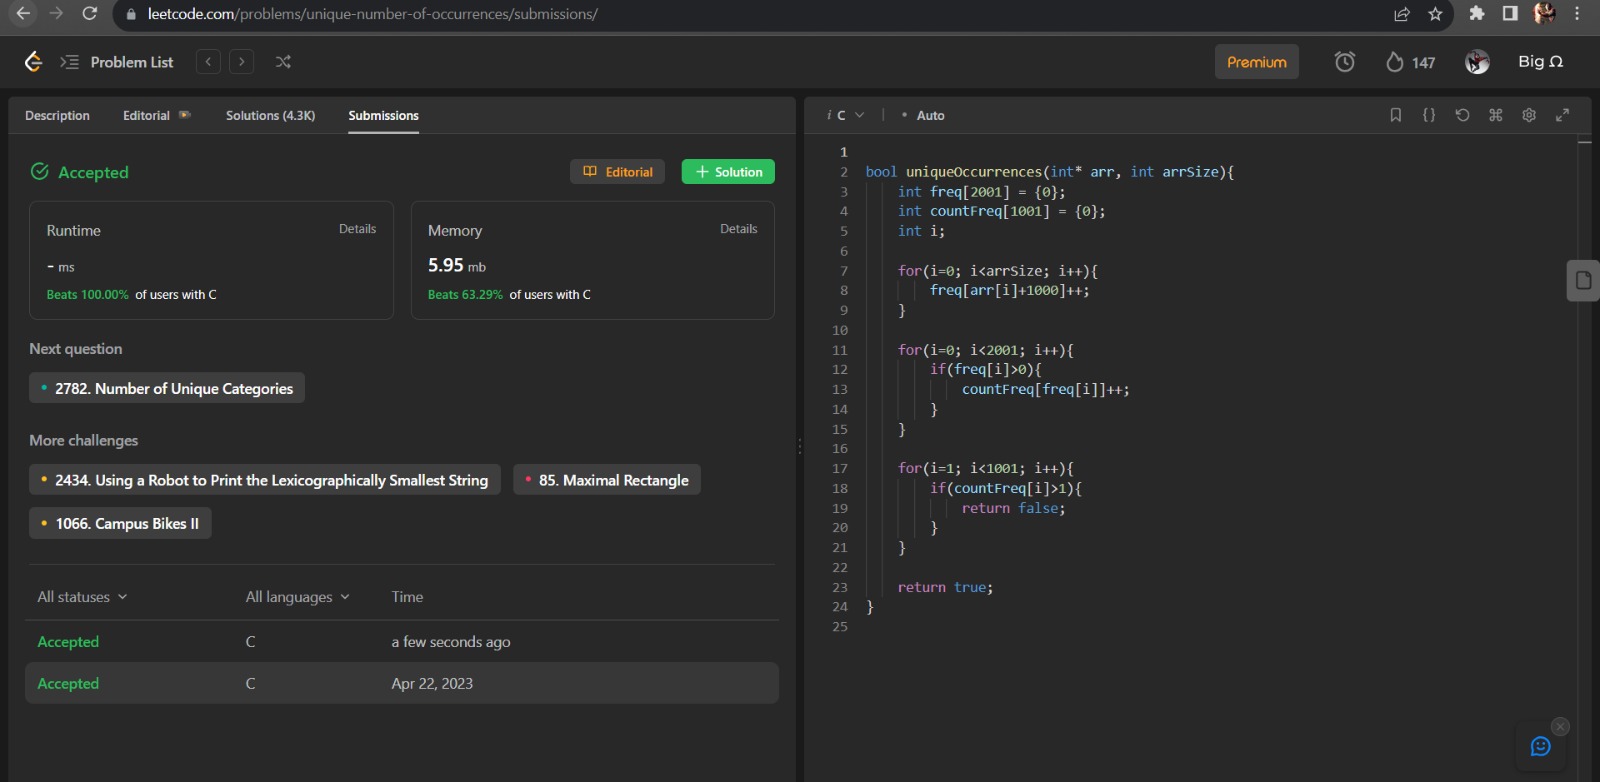 leetcode.com/problems/unique-number-of-occurrences/submissions/
Problem List
Premium
147
Big Ω
Description Editorial Solutions (4.3K) Submissions
Accepted
Editorial
Solution
Runtime Details
- ms
Beats 100.00% of users with C
Memory Details
5.95 mb
Beats 63.29% of users with C
Next question
2782. Number of Unique Categories
More challenges
2434. Using a Robot to Print the Lexicographically Smallest String
85. Maximal Rectangle
1066. Campus Bikes II
All statuses All languages Time
Accepted C a few seconds ago
Accepted C Apr 22, 2023
i C • Auto
1
2 bool uniqueOccurrences(int* arr, int arrSize){
3 int freq[2001] = {0};
4 int countFreq[1001] = {0};
5 int i;
6
7 for(i=0; i<arrSize; i++){
8 freq[arr[i]+1000]++;
9 }
10
11 for(i=0; i<2001; i++){
12 if(freq[i]>0){
13 countFreq[freq[i]]++;
14 }
15 }
16
17 for(i=1; i<1001; i++){
18 if(countFreq[i]>1){
19 return false;
20 }
21 }
22
23 return true;
24 }
25